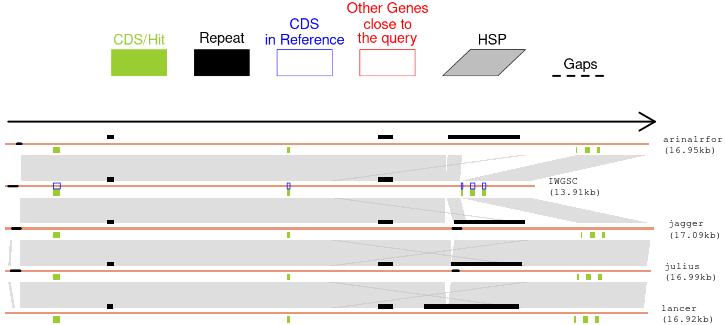 CDS/Hit
Repeat
CDS
in Reference
Other Genes
close to
the query
HSP
Gaps
arinalrfor
(16.95kb)
IWGSC
(13.91kb)
jagger
(17.09kb)
julius
(16.99kb)
lancer
(16.92kb)